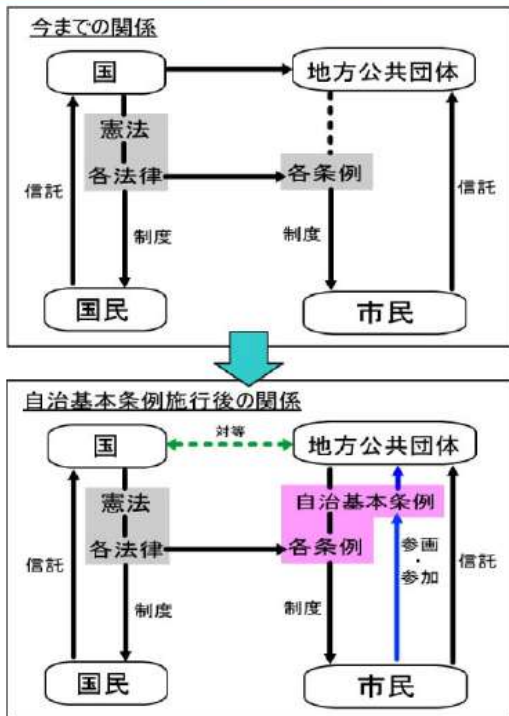 今までの関係
国
地方公共団体
憲法
各法律
各条例
信託
信託
制度
制度
国民
市民
自治基本条例施行後の関係
対等
国
地方公共団体
憲法
自治基本条例
各法律
各条例
参画・参加
信託
信託
制度
制度
国民
市民